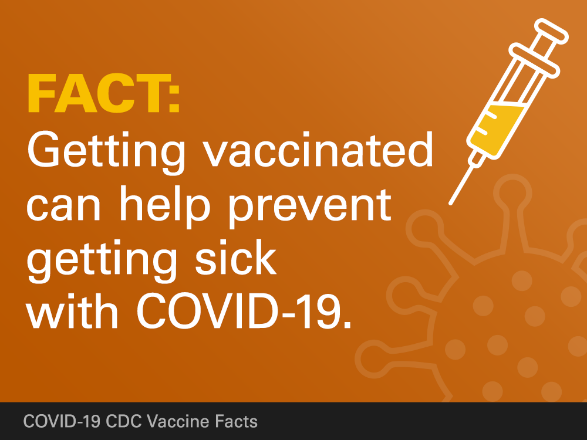 FACT:
Getting vaccinated
can help prevent
getting sick
with COVID-19.
COVID-19 CDC Vaccine Facts